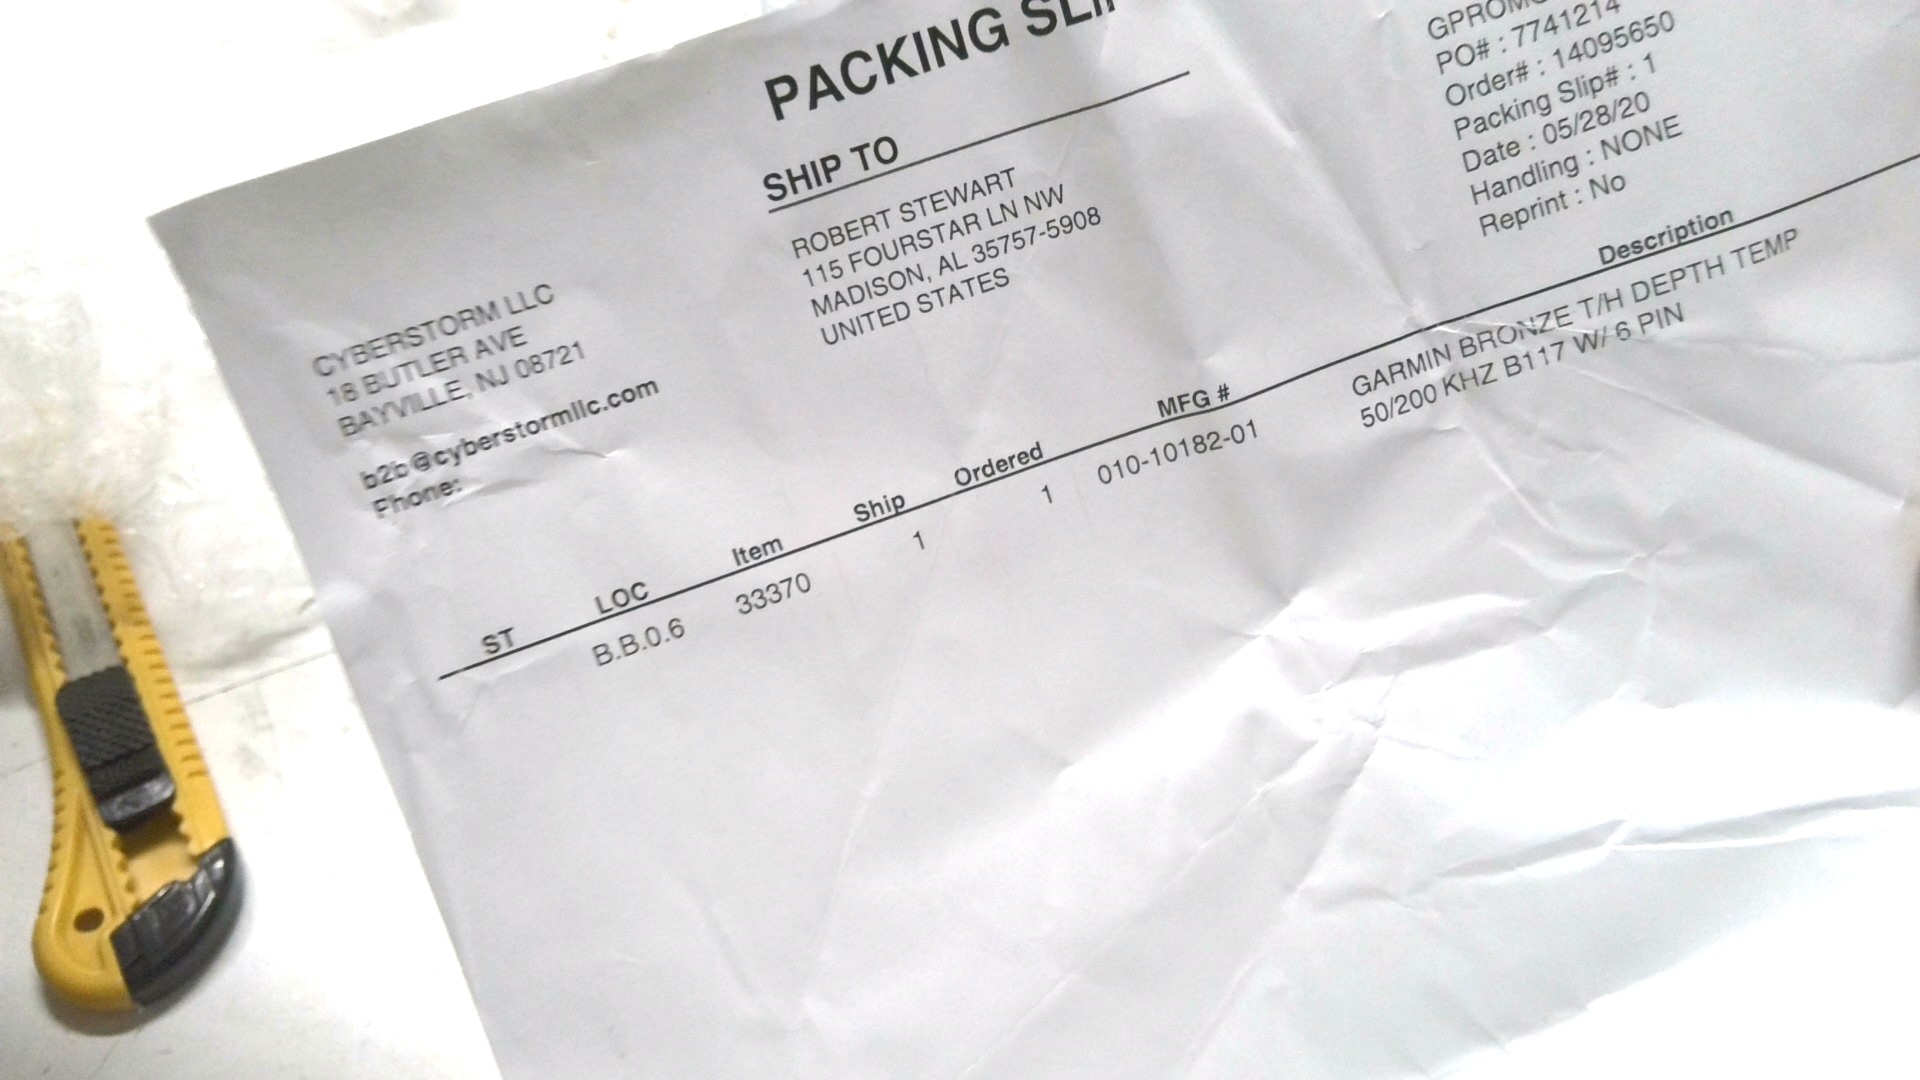 PACKING SLIP
SHIP TO
ROBERT STEWART
115 FOURSTAR LN NW
MADISON, AL 35757-5908
UNITED STATES
CYBERSTORM LLC
18 BUTLER AVE
BAYVILLE, NJ 08721
b2b@cyberstormllc.com
Phone:
PO# : 7741214
Order# : 14095650
Packing Slip# : 1
Date : 05/28/20
Handling : NONE
Reprint : No
ST LOC Item Ship Ordered MFG # Description
B.B.0.6 33370 1 1 010-10182-01 GARMIN BRONZE T/H DEPTH TEMP
50/200 KHZ B117 W/ 6 PIN